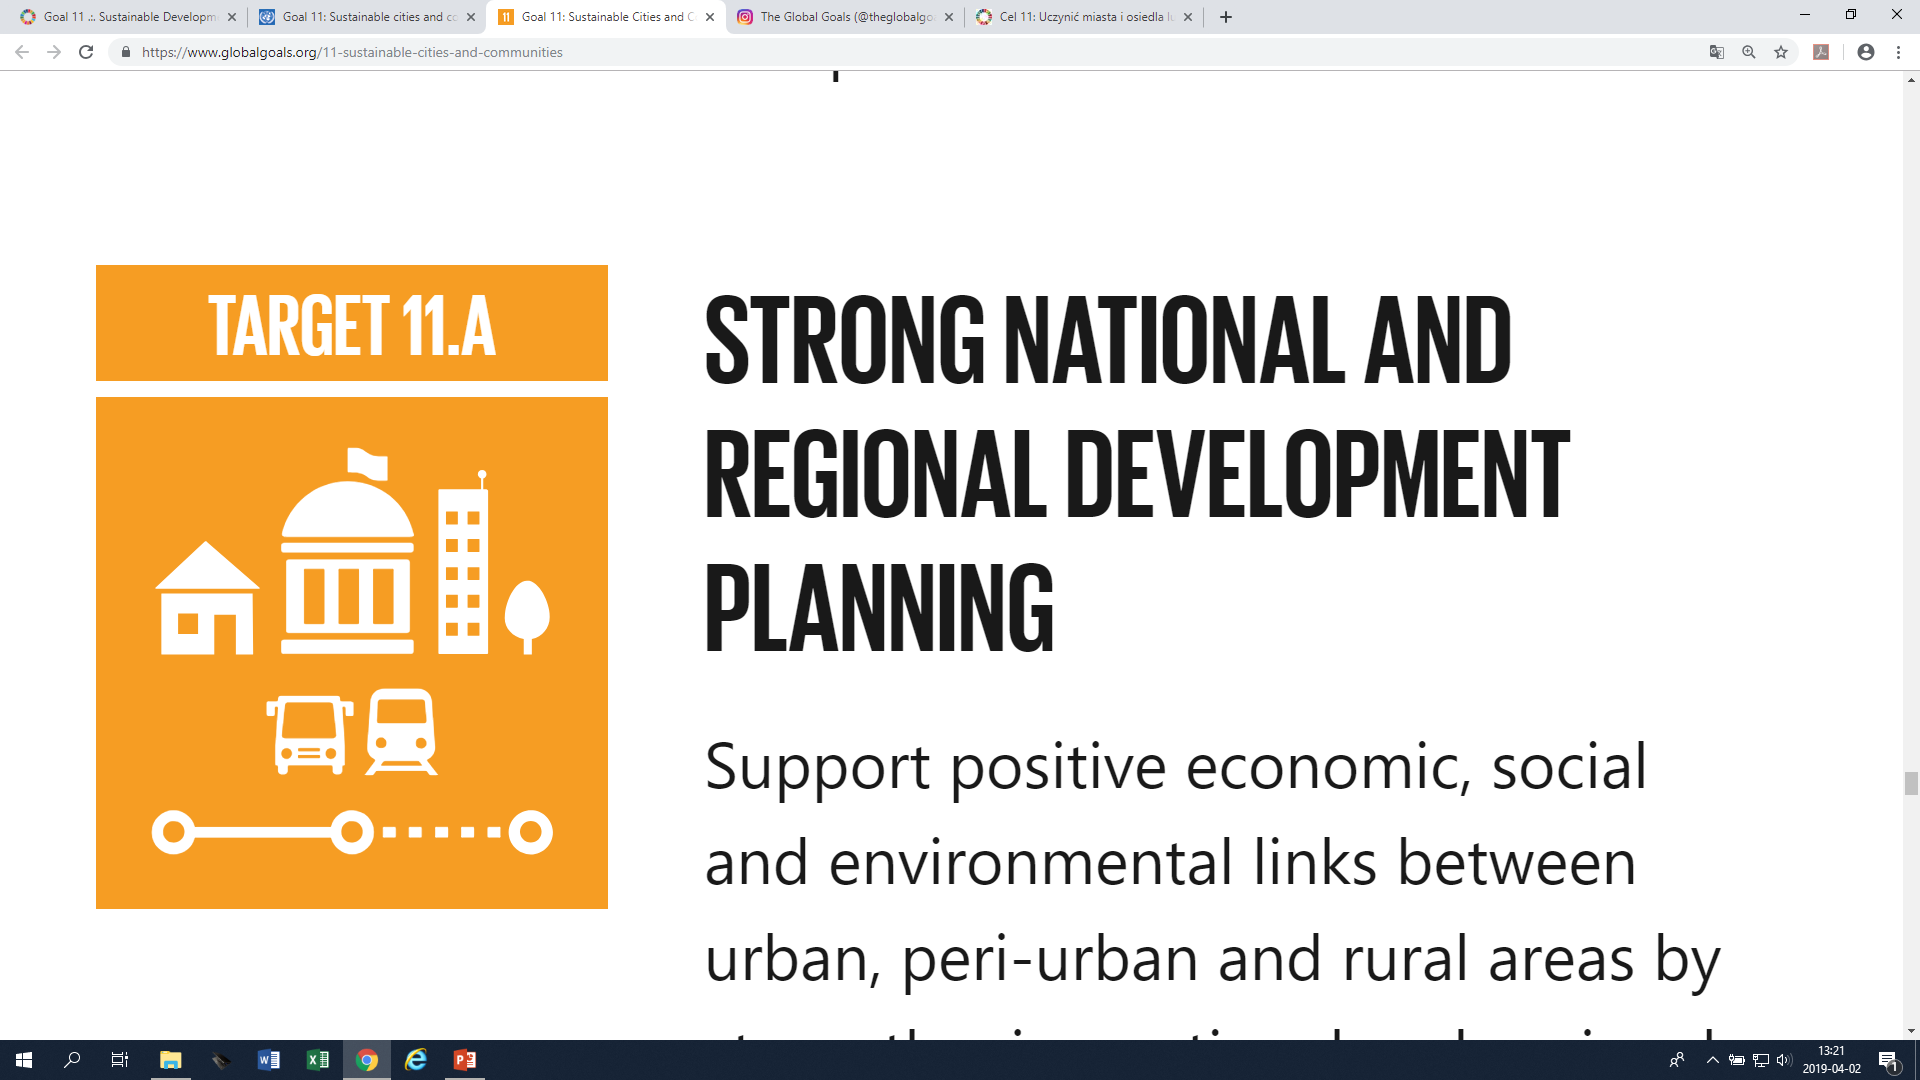 Goal 11 .:. Sustainable Developm
Goal 11: Sustainable cities and co
11
Goal 11: Sustainable Cities and C
The Global Goals (@theglobalgo
Cel 11: Uczynić miasta i osiedla lu
https://www.globalgoals.org/11-sustainable-cities-and-communities
TARGET 11.A
STRONG NATIONAL AND
REGIONAL DEVELOPMENT
PLANNING
Support positive economic, social
and environmental links between
urban, peri-urban and rural areas by
13:21
2019-04-02
1